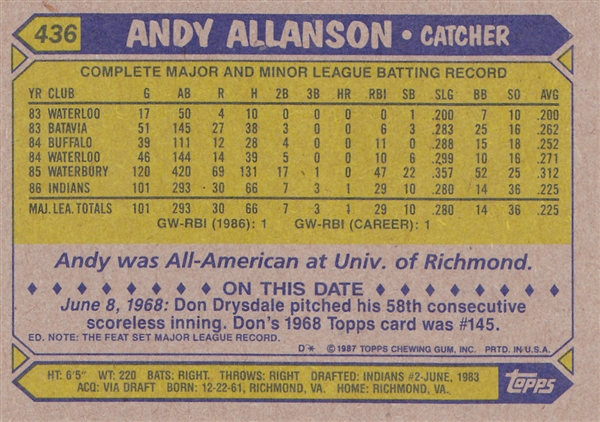 436 ANDY ALLANSON • CATCHER
COMPLETE MAJOR AND MINOR LEAGUE BATTING RECORD
YR CLUB G AB R H 2B 3B HR RBI SB SLG BB SO AVG
83 WATERLOO 17 50 4 10 0 0 0 0 1 .200 7 10 .200
83 BATAVIA 51 145 27 38 3 0 0 6 3 .283 25 16 .262
84 BUFFALO 39 111 12 28 4 0 0 11 4 .288 15 18 .252
84 WATERLOO 46 144 14 39 5 0 0 10 6 .299 10 16 .271
85 WATERBURY 120 420 69 131 17 1 0 47 22 .357 52 25 .312
86 INDIANS 101 293 30 66 7 3 1 29 10 .280 14 36 .225
MAJ. LEA. TOTALS 101 293 30 66 7 3 1 29 10 .280 14 36 .225
GW-RBI (1986): 1 GW-RBI (CAREER): 1
Andy was All-American at Univ. of Richmond.
ON THIS DATE
June 8, 1968: Don Drysdale pitched his 58th consecutive
scoreless inning. Don's 1968 Topps card was #145.
ED. NOTE: THE FEAT SET MAJOR LEAGUE RECORD.
D* ©1987 TOPPS CHEWING GUM, INC. PRTD. IN U.S.A.
HT: 6'5" WT: 220 BATS: RIGHT. THROWS: RIGHT DRAFTED: INDIANS #2-JUNE, 1983
ACQ: VIA DRAFT BORN: 12-22-61, RICHMOND, VA. HOME: RICHMOND, VA.
topps